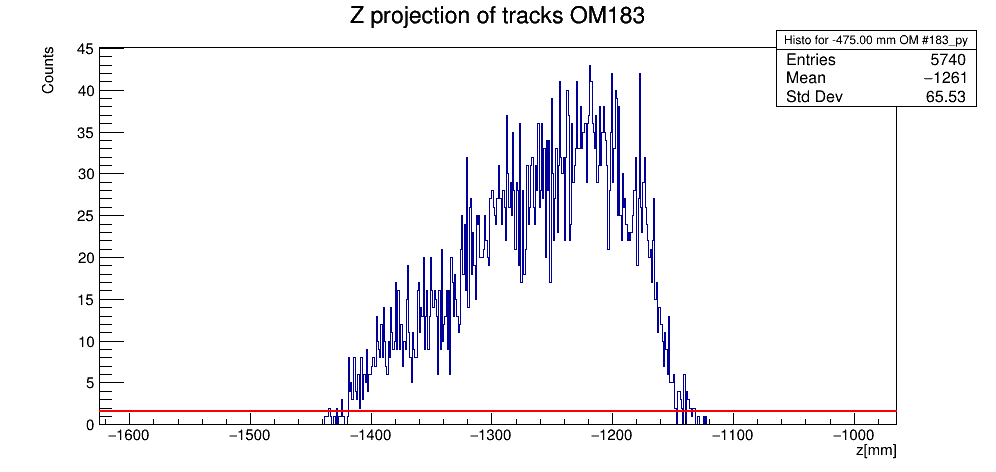 Z projection of tracks OM183
Histo for -475.00 mm OM #183_py
Entries 5740
Mean −1261
Std Dev 65.53
Counts
45
40
35
30
25
20
15
10
5
0
−1600 −1500 −1400 −1300 −1200 −1100 −1000
z[mm]